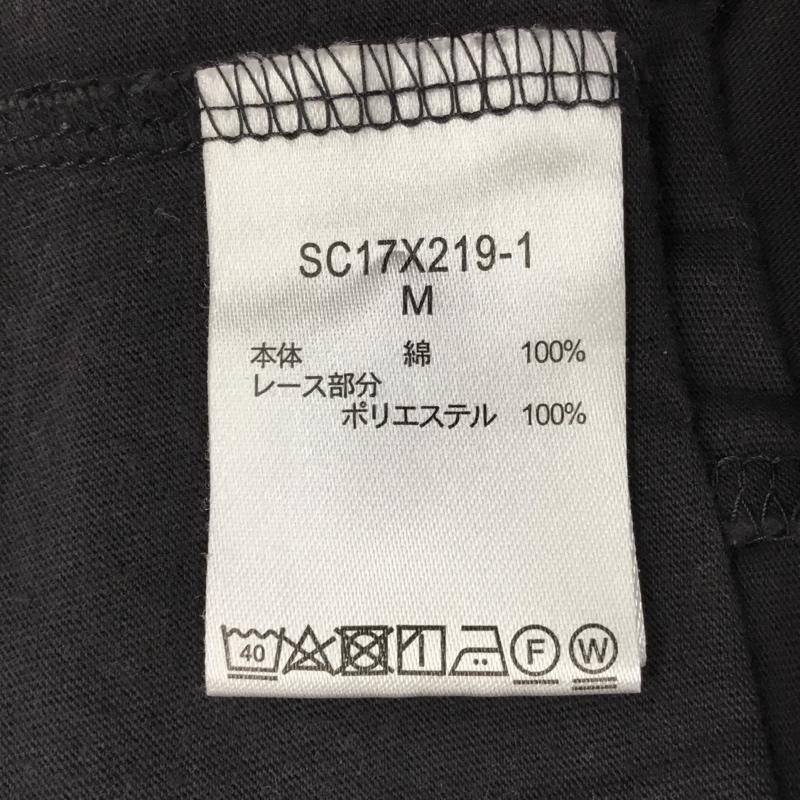 SC17X219-1
M
本体 綿 100%
レース部分
ポリエステル 100%
40 F W